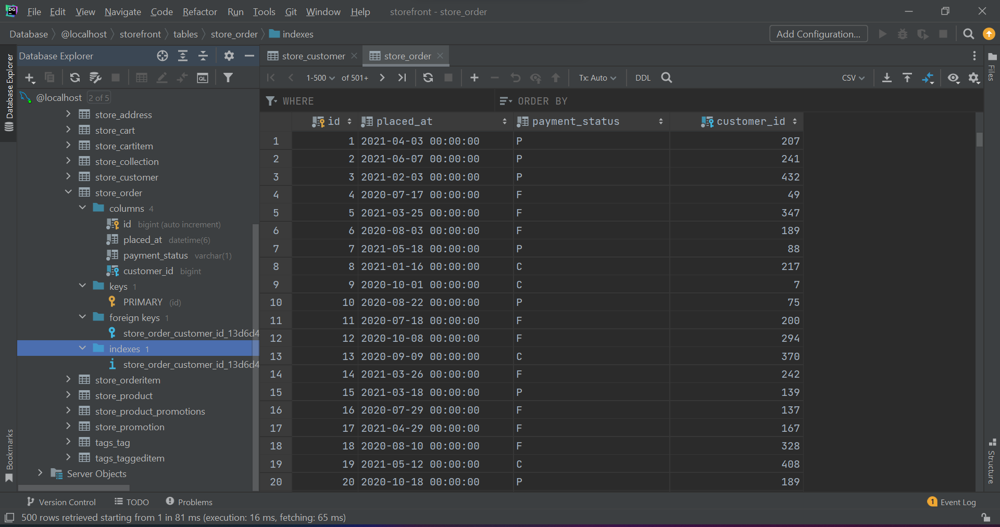 DG File Edit View Navigate Code Refactor Run Tools Git Window Help storefront - store_order
Database @localhost storefront tables store_order indexes Add Configuration...
Database Explorer
Database Explorer
@localhost 2 of 5
store_address
store_cart
store_cartitem
store_collection
store_customer
store_order
columns 4
id bigint (auto increment)
placed_at datetime(6)
payment_status varchar(1)
customer_id bigint
keys 1
PRIMARY (id)
foreign keys 1
store_order_customer_id_13d6d4
indexes 1
store_order_customer_id_13d6d4
store_orderitem
store_product
store_product_promotions
store_promotion
tags_tag
tags_taggeditem
Server Objects
Bookmarks
store_customer store_order
1-500 of 501+ Tx: Auto DDL CSV
WHERE ORDER BY
id placed_at payment_status customer_id
1 1 2021-04-03 00:00:00 P 207
2 2 2021-06-07 00:00:00 P 241
3 3 2021-02-03 00:00:00 P 432
4 4 2020-07-17 00:00:00 F 49
5 5 2021-03-25 00:00:00 F 347
6 6 2020-08-03 00:00:00 F 189
7 7 2021-05-18 00:00:00 P 88
8 8 2021-01-16 00:00:00 C 217
9 9 2020-10-01 00:00:00 C 7
10 10 2020-08-22 00:00:00 P 75
11 11 2020-07-18 00:00:00 F 200
12 12 2020-10-08 00:00:00 F 294
13 13 2020-09-09 00:00:00 C 370
14 14 2021-03-26 00:00:00 F 242
15 15 2021-03-18 00:00:00 P 139
16 16 2020-07-29 00:00:00 F 137
17 17 2021-04-29 00:00:00 F 167
18 18 2020-08-10 00:00:00 F 328
19 19 2021-05-12 00:00:00 C 408
20 20 2020-10-18 00:00:00 P 189
Files
Structure
Version Control TODO Problems 1 Event Log
500 rows retrieved starting from 1 in 81 ms (execution: 16 ms, fetching: 65 ms)